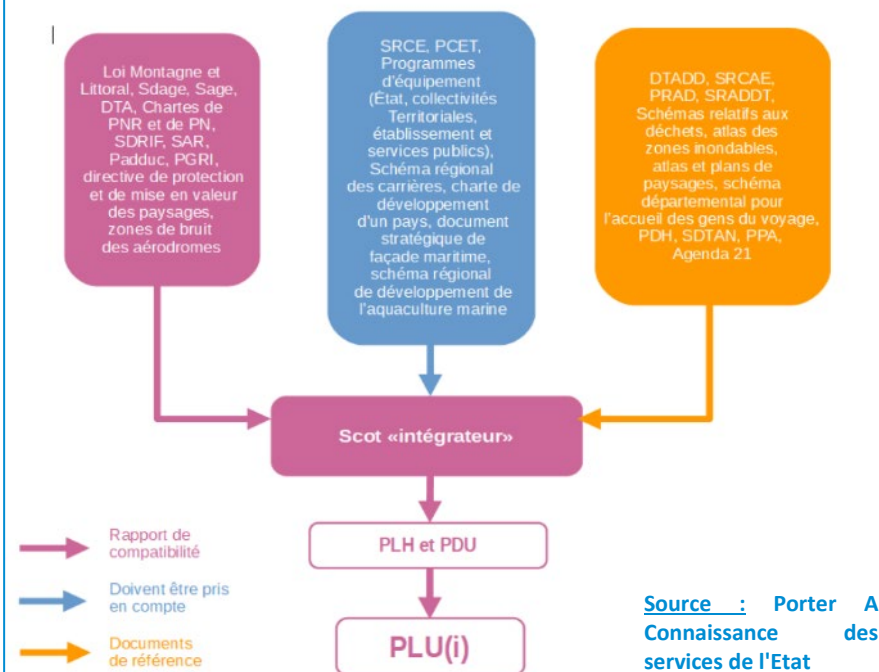 Loi Montagne et
Littoral, Sdage, Sage,
DTA, Chartes de
PNR et de PN,
SDRIF, SAR,
Padduc, PGRI,
directive de protection
et de mise en valeur
des paysages,
zones de bruit
des aérodromes
SRCE, PCET,
Programmes
d'équipement
(État, collectivités
Territoriales,
établissement et
services publics),
Schéma régional
des carrières, charte de
développement
d'un pays, document
stratégique de
façade maritime,
schéma régional
de développement de
l'aquaculture marine
DTADD, SRCAE,
PRAD, SRADDT,
Schémas relatifs aux
déchets, atlas des
zones inondables,
atlas et plans de
paysages, schéma
départemental pour
l'accueil des gens du voyage,
PDH, SDTAN, PPA,
Agenda 21
Scot «intégrateur»
PLH et PDU
PLU(i)
Rapport de
compatibilité
Doivent être pris
en compte
Documents
de référence
Source : Porter A
Connaissance des
services de l'Etat